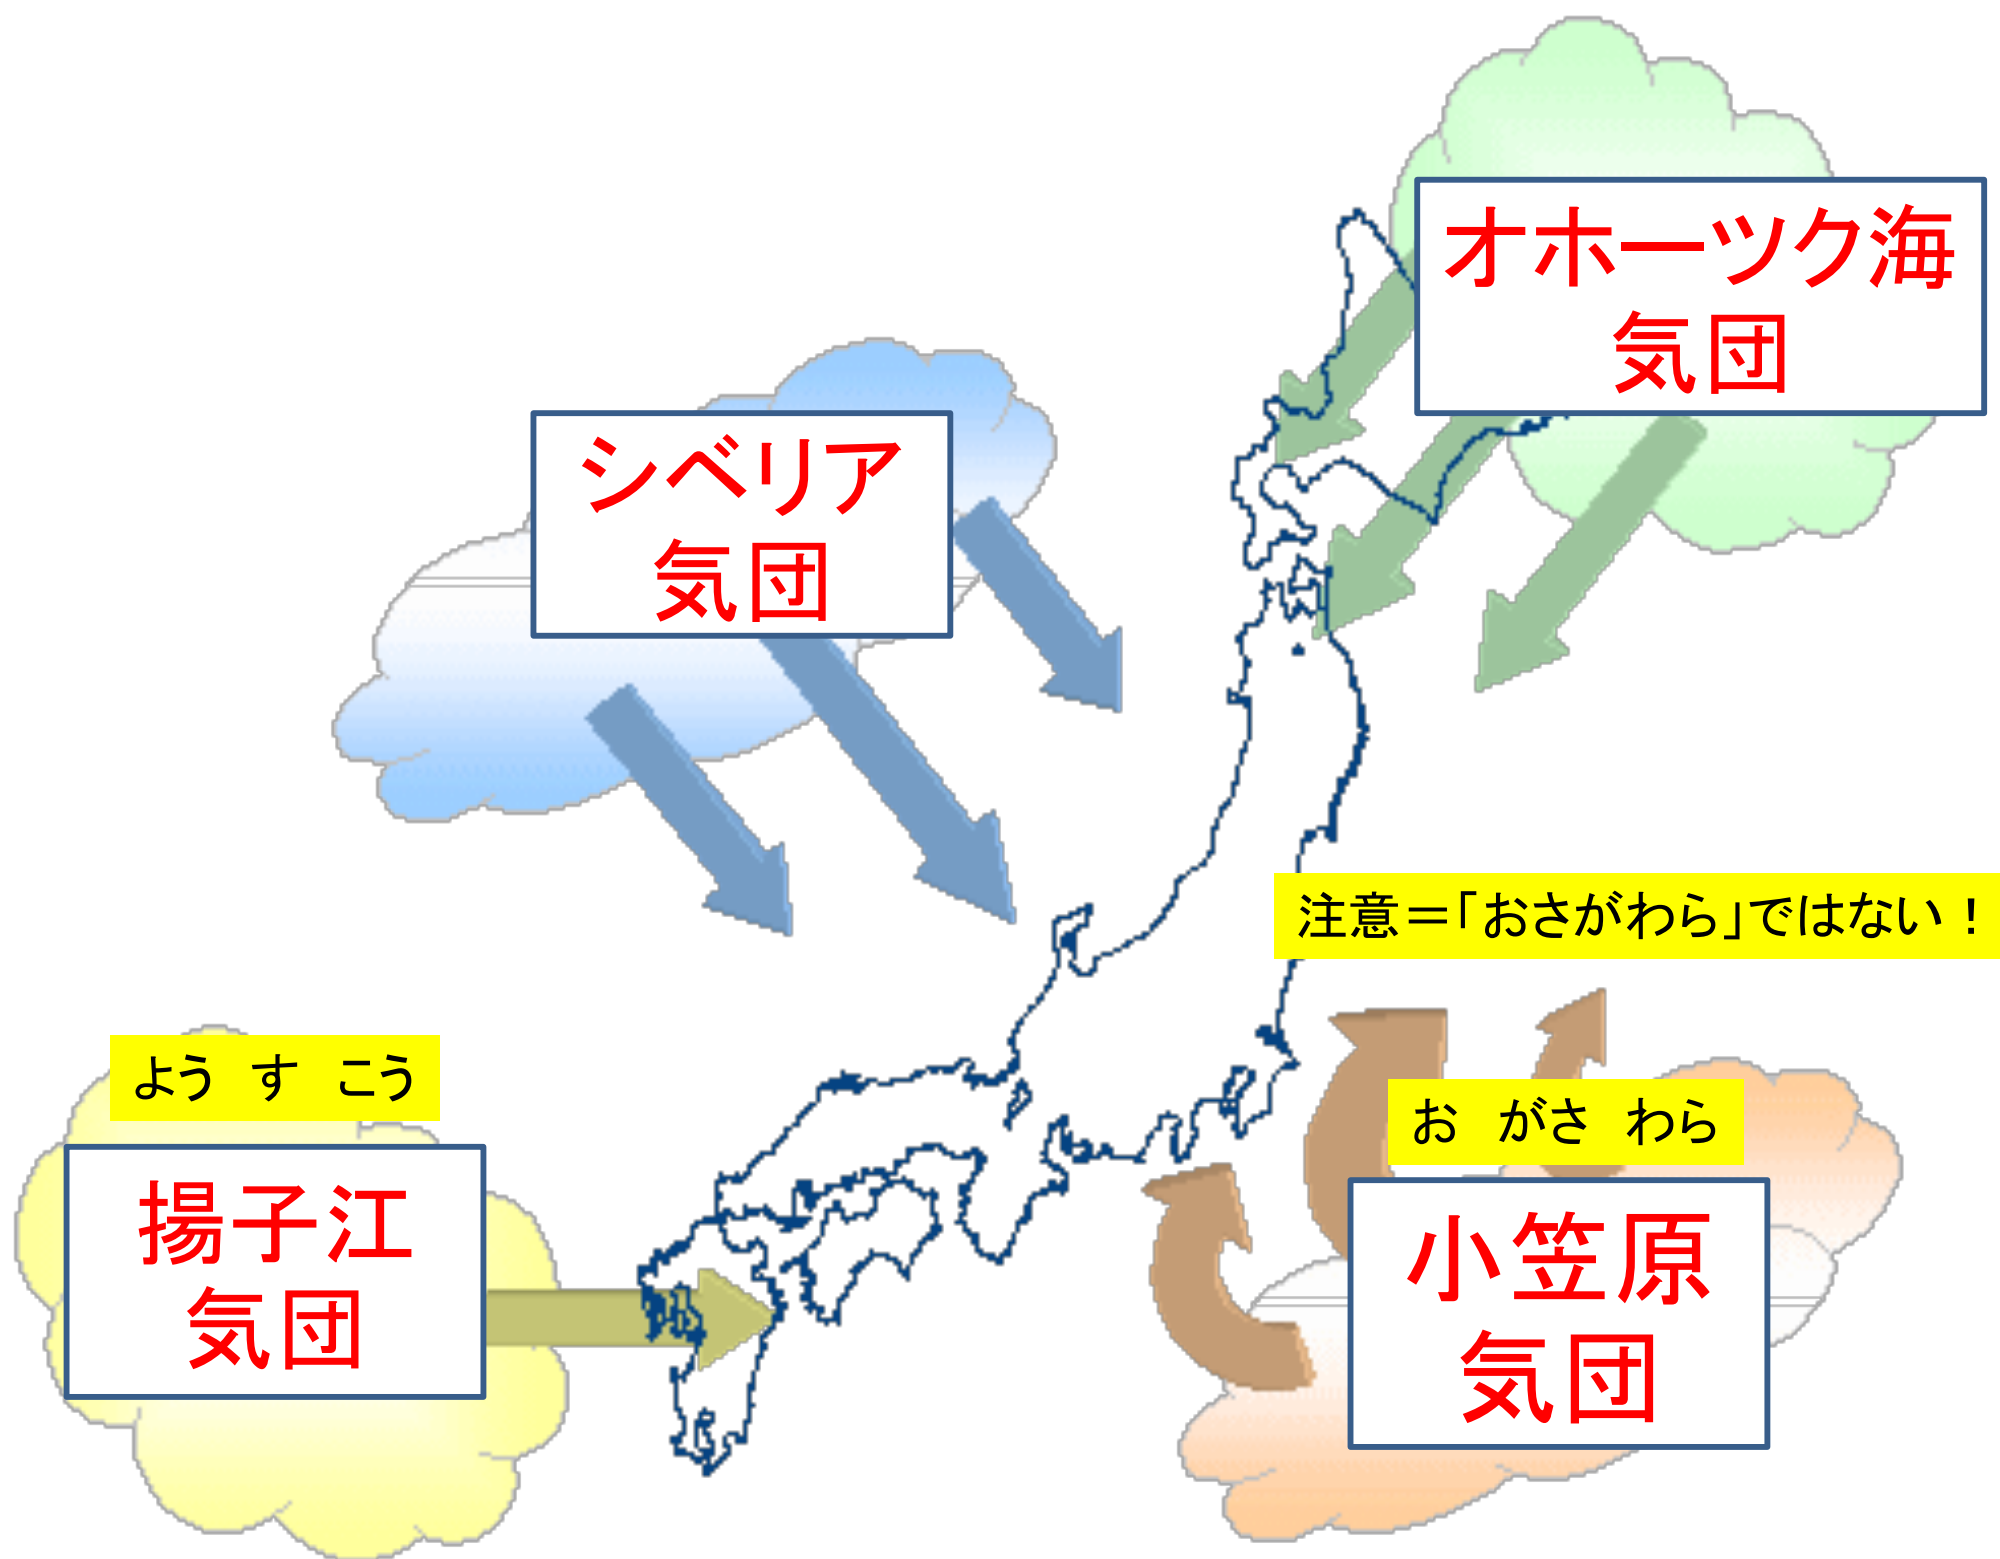 オホーツク海
気団
シベリア
気団
注意＝「おさがわら」ではない！
よう　す　こう
揚子江
気団
お　がさ　わら
小笠原
気団